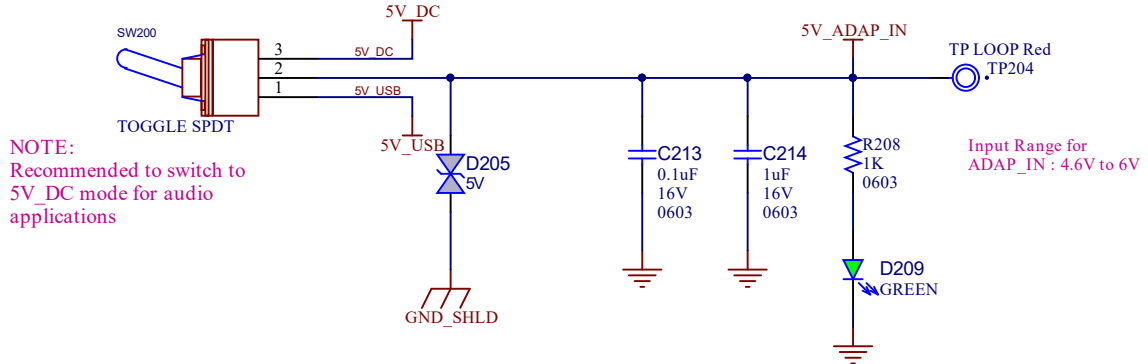 5V_DC
SW200
3
5V_DC
2
1
5V_USB
TOGGLE SPDT
5V_USB
NOTE:
Recommended to switch to
5V_DC mode for audio
applications
D205
5V
GND_SHLD
C213
0.1uF
16V
0603
C214
1uF
16V
0603
5V_ADAP_IN
TP LOOP Red
TP204
R208
1K
0603
Input Range for
ADAP_IN : 4.6V to 6V
D209
GREEN